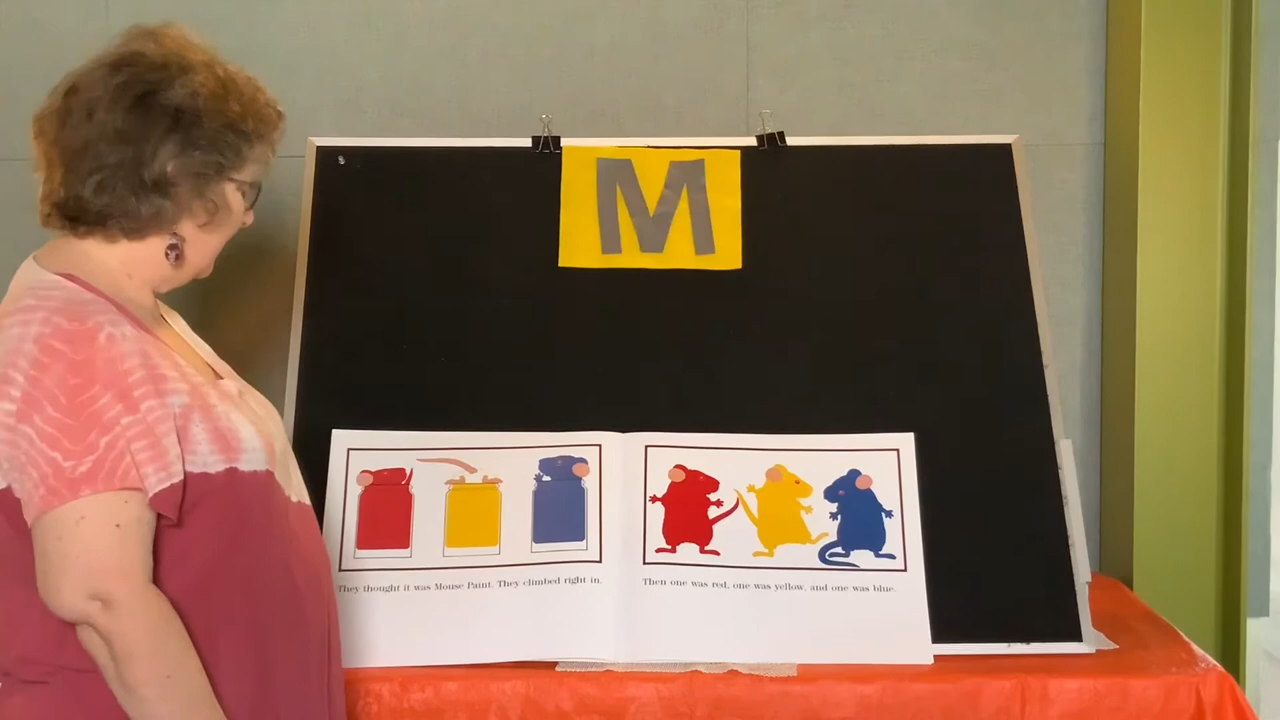 M
They thought it was Mouse Paint. They climbed right in.
Then one was red, one was yellow, and one was blue.